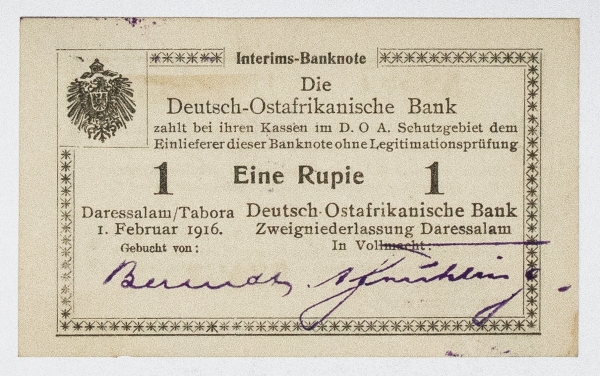 Interims-Banknote
Die
Deutsch-Ostafrikanische Bank
zahlt bei ihren Kassen im D. O A. Schutzgebiet dem
Einlieferer dieser Banknote ohne Legitimationsprüfung
1 Eine Rupie 1
Daressalam/Tabora
1. Februar 1916.
Gebucht von:
Deutsch-Ostafrikanische Bank
Zweigniederlassung Daressalam
In Vollmacht: